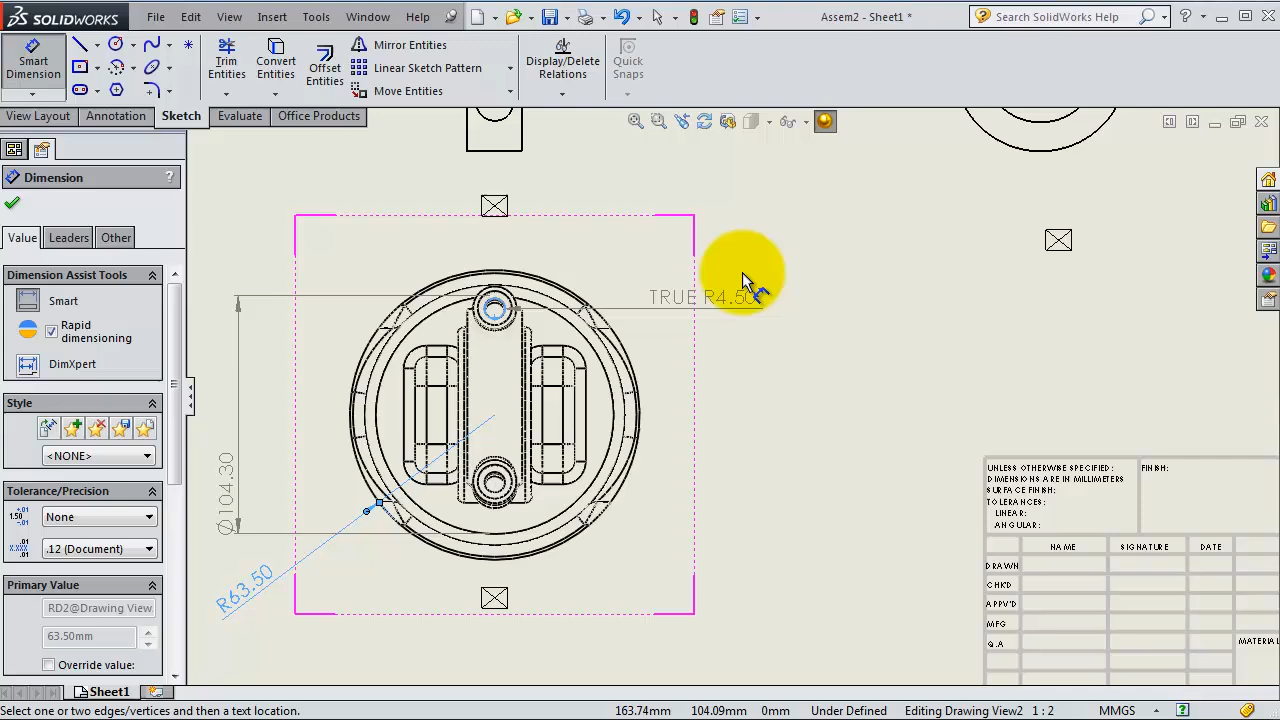 SOLIDWORKS
File Edit View Insert Tools Window Help
Assem2 - Sheet1 *
Search SolidWorks Help
Smart Dimension
Trim Entities
Convert Entities
Offset Entities
Mirror Entities
Linear Sketch Pattern
Move Entities
Display/Delete Relations
Quick Snaps
View Layout Annotation Sketch Evaluate Office Products
Dimension ?
Value Leaders Other
Dimension Assist Tools
Smart
Rapid dimensioning
DimXpert
Style
<NONE>
Tolerance/Precision
None
.12 (Document)
Primary Value
RD2@Drawing View
63.50mm
Override value:
TRUE R4.50
Ø104.30
R63.50
UNLESS OTHERWISE SPECIFIED:
DIMENSIONS ARE IN MILLIMETERS
SURFACE FINISH:
TOLERANCES:
LINEAR:
ANGULAR:
FINISH:
NAME SIGNATURE DATE
DRAWN
CHK'D
APPV'D
MFG
Q.A
MATERIAL
Sheet1
Select one or two edges/vertices and then a text location.
163.74mm 104.09mm 0mm Under Defined Editing Drawing View2 1 : 2 MMGS